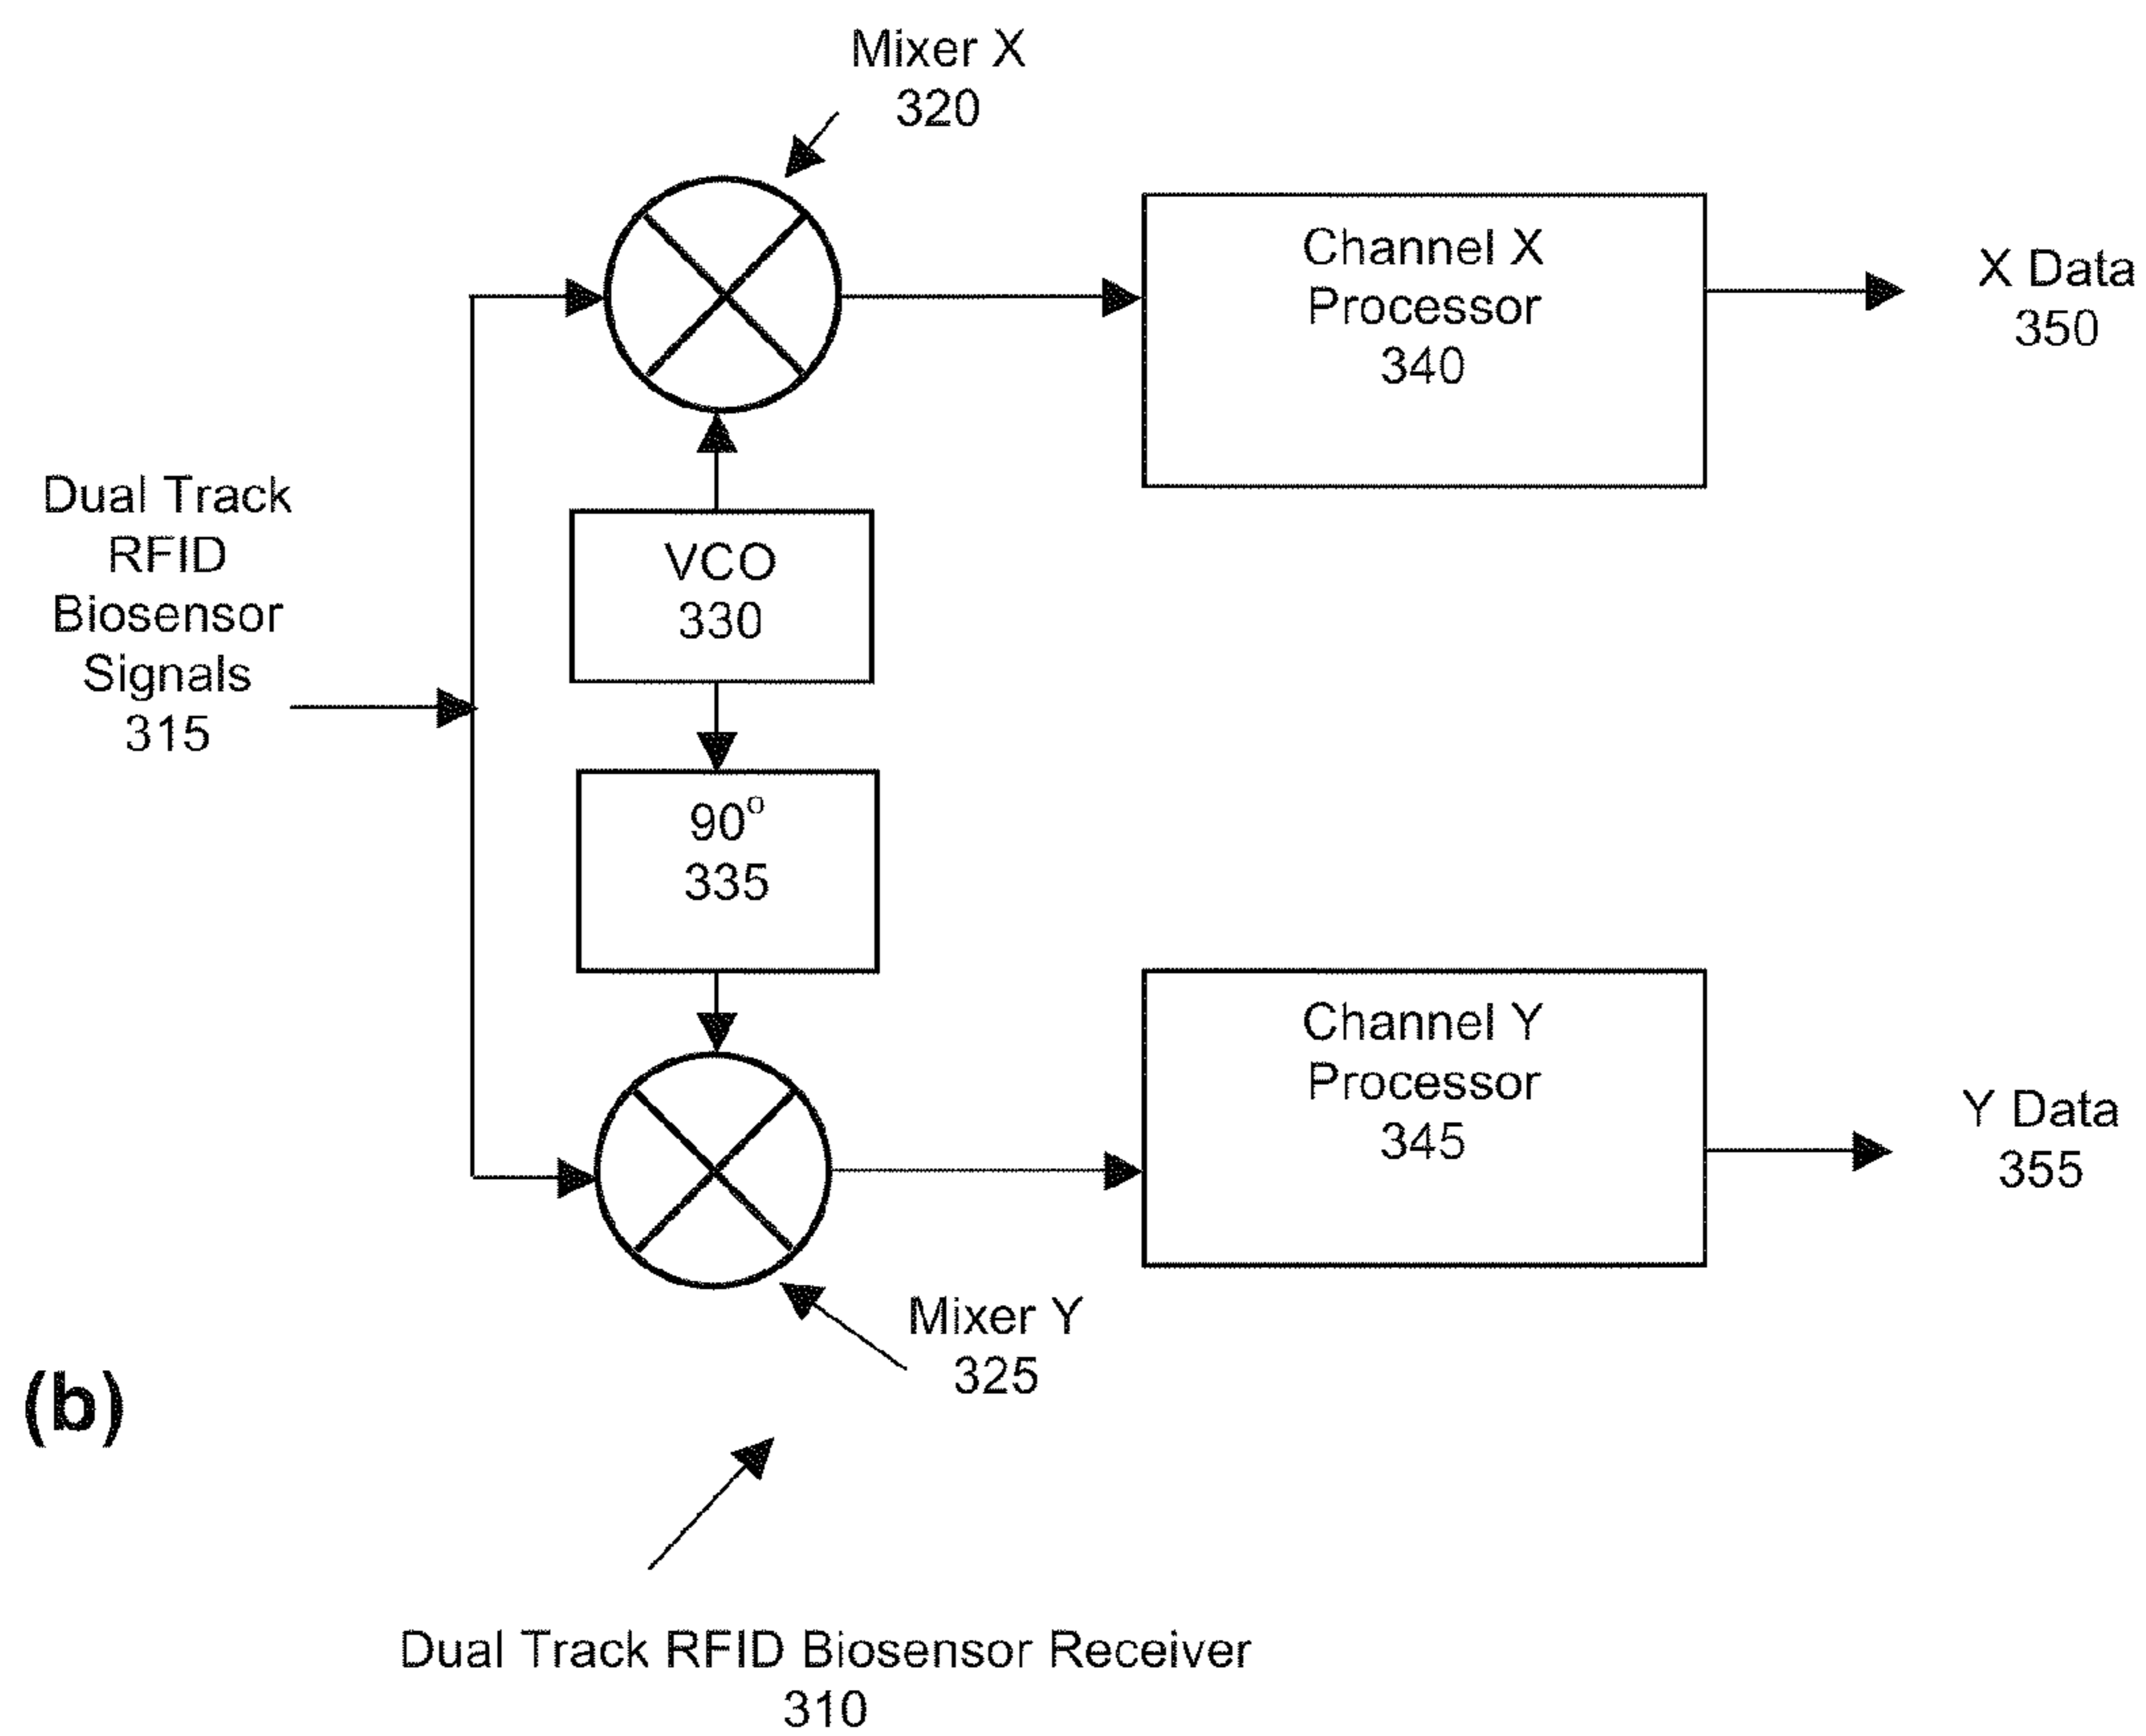 Mixer X
320
Channel X
Processor
340
X Data
350
Dual Track
RFID
Biosensor
Signals
315
VCO
330
90°
335
Channel Y
Processor
345
Y Data
355
Mixer Y
325
(b)
Dual Track RFID Biosensor Receiver
310